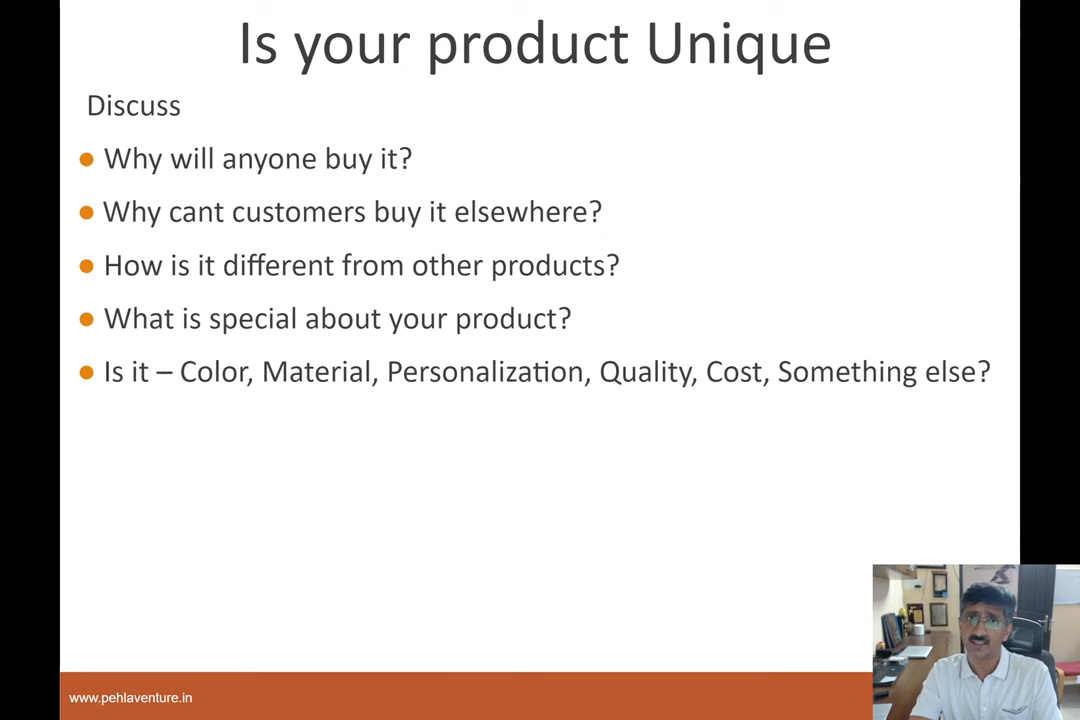 Is your product Unique
Discuss
Why will anyone buy it?
Why cant customers buy it elsewhere?
How is it different from other products?
What is special about your product?
Is it – Color, Material, Personalization, Quality, Cost, Something else?
www.pehlaventure.in